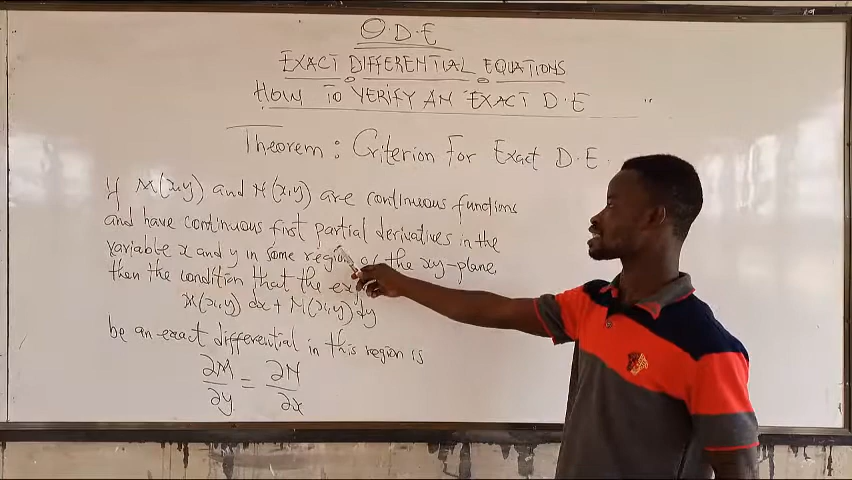 O.D.E
EXACT DIFFERENTIAL EQUATIONS
HOW TO VERIFY AN EXACT D.E
Theorem: Criterion For Exact D.E.
If M(x,y) and N(x,y) are continuous functions
and have continuous first partial derivatives in the
variable x and y in some region of the xy-plane
then the condition that the
M(x,y) dx + N(x,y) dy
be an exact differential in this region is
∂M/∂y = ∂N/∂x